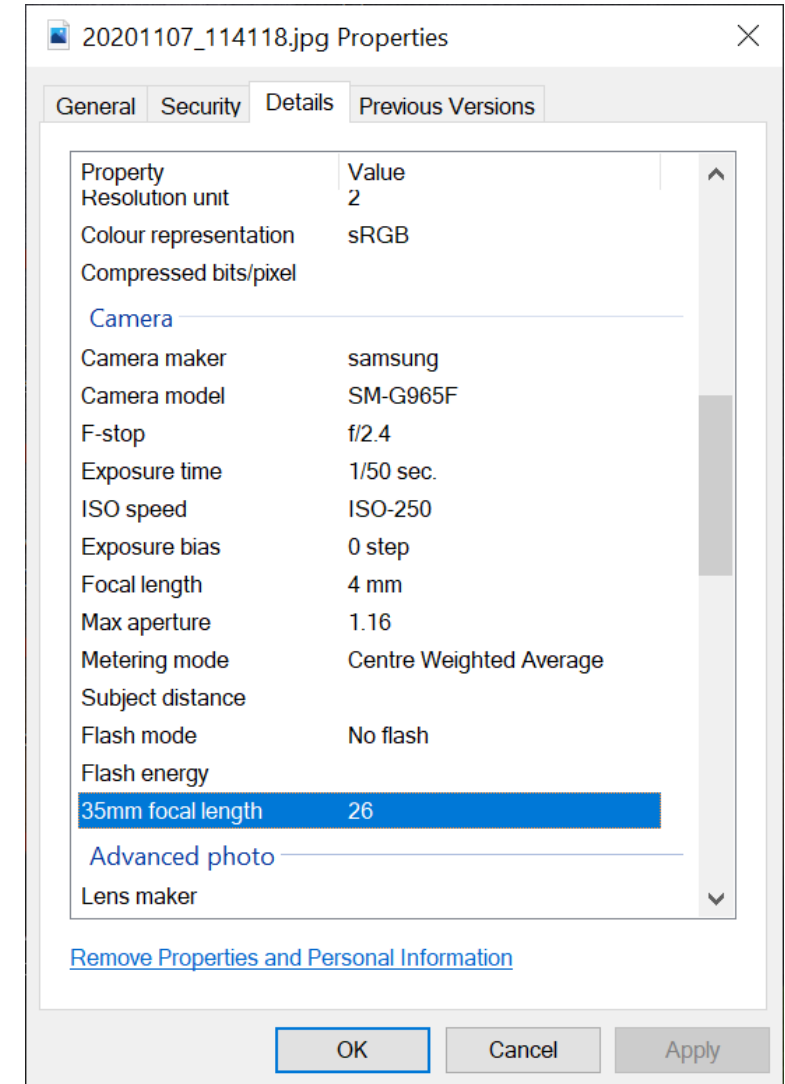 20201107_114118.jpg Properties
General Security Details Previous Versions
Property Value
Resolution unit 2
Colour representation sRGB
Compressed bits/pixel
Camera
Camera maker samsung
Camera model SM-G965F
F-stop f/2.4
Exposure time 1/50 sec.
ISO speed ISO-250
Exposure bias 0 step
Focal length 4 mm
Max aperture 1.16
Metering mode Centre Weighted Average
Subject distance
Flash mode No flash
Flash energy
35mm focal length 26
Advanced photo
Lens maker
Remove Properties and Personal Information
OK Cancel Apply